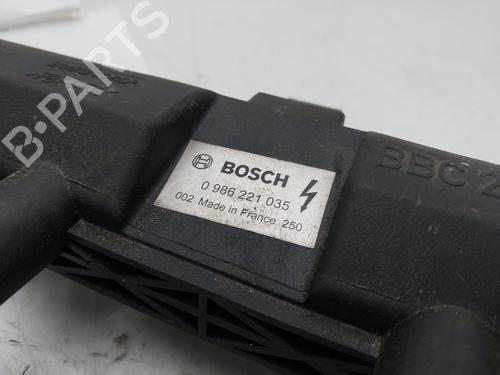 B-PARTS
BOSCH
0 986 221 035
002 Made in France 250
BBC 2